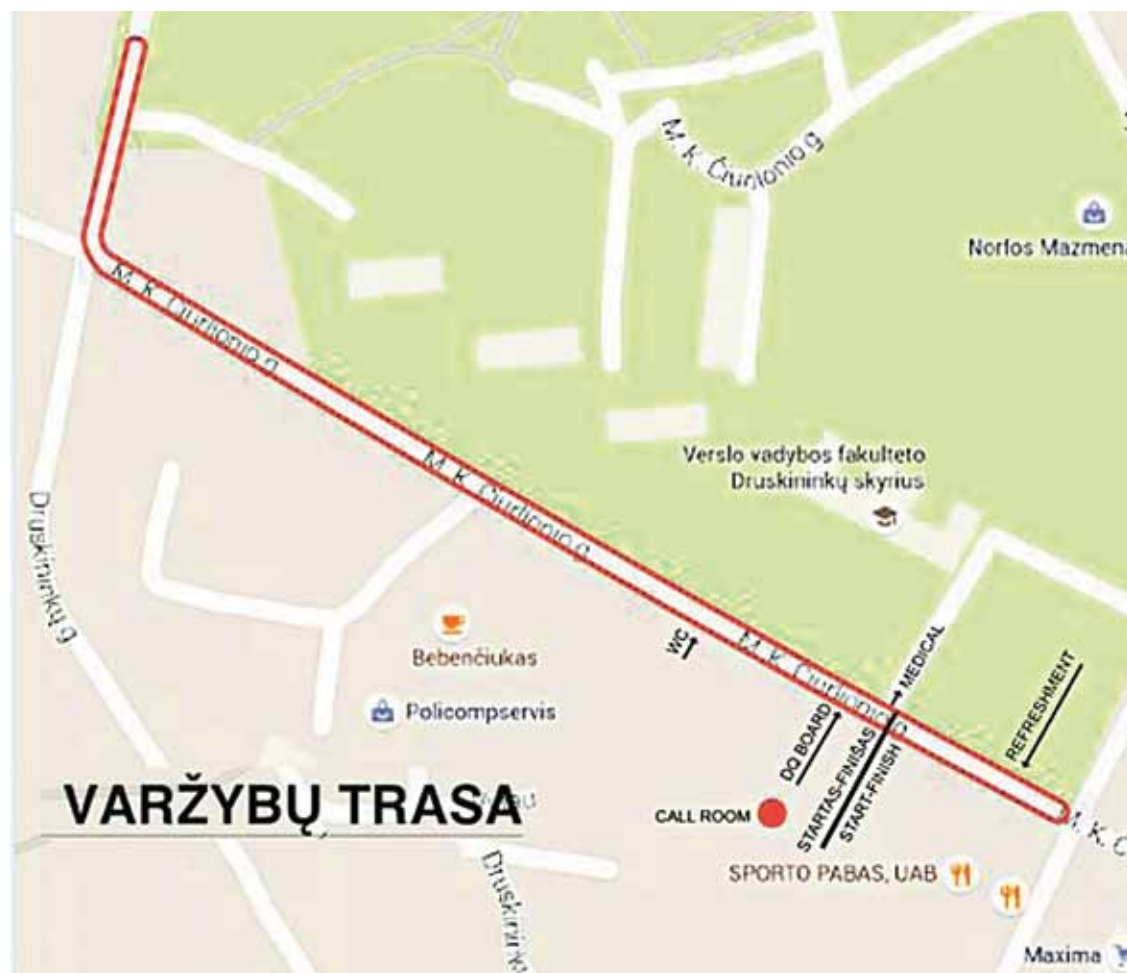 M. K. Čiurlionio g
Norfos Mazmena
M. K. Čiurlionio g
M. K. Čiurlionio g
Verslo vadybos fakulteto
Druskininkų skyrius
Druskininkų g
WC
M. K. Čiurlionio g
MEDICAL
REFRESHMENT
Bebenčiukas
Policompservis
DQ BOARD
STARTAS-FINIŠAS
START-FINISH
VARŽYBŲ TRASA
CALL ROOM
M. K. Č
SPORTO PABAS, UAB
Druskinink
Maxima